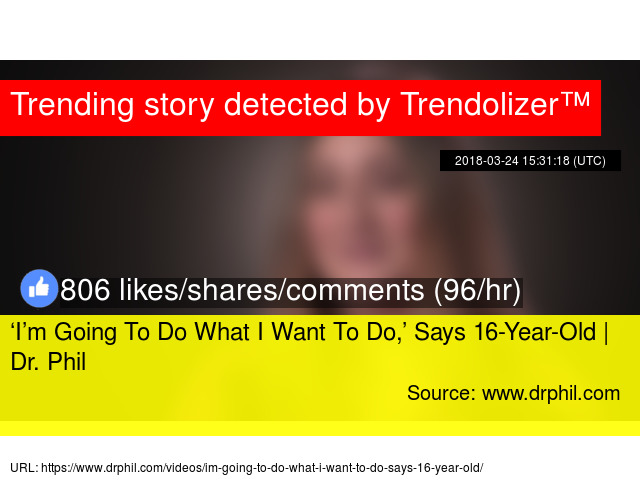 Trending story detected by Trendolizer™
2018-03-24 15:31:18 (UTC)
806 likes/shares/comments (96/hr)
‘I’m Going To Do What I Want To Do,’ Says 16-Year-Old |
Dr. Phil
Source: www.drphil.com
URL: https://www.drphil.com/videos/im-going-to-do-what-i-want-to-do-says-16-year-old/